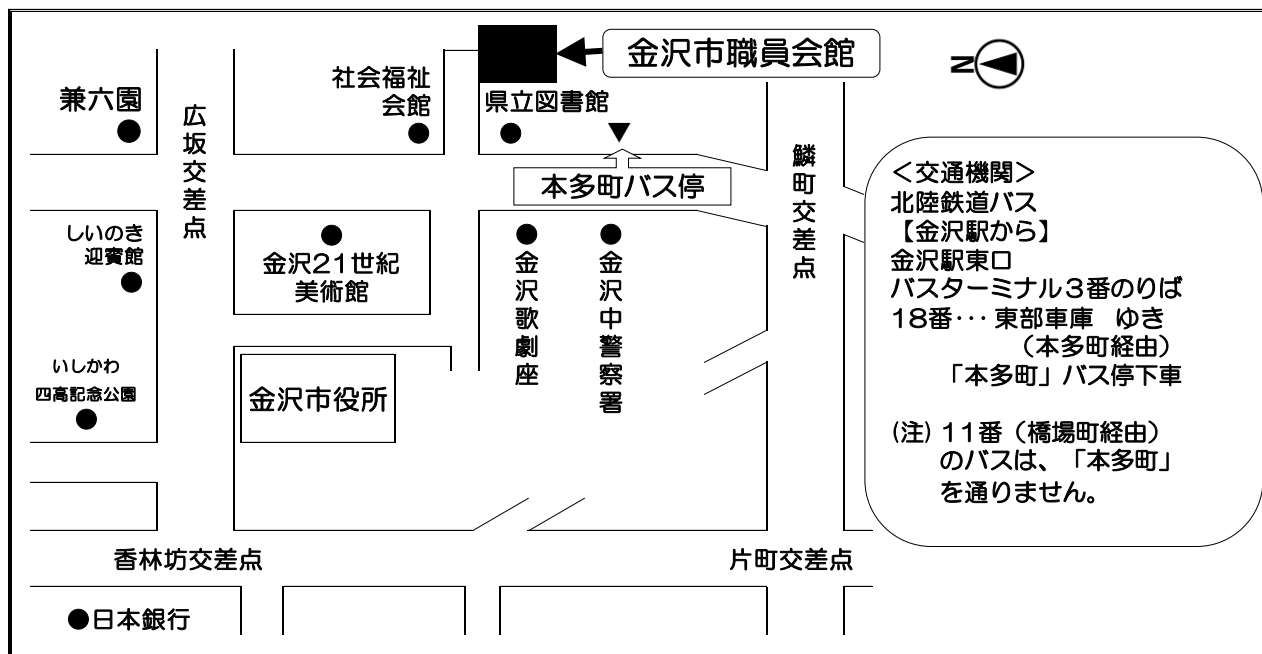 金沢市職員会館
N
兼六園
広坂交差点
社会福祉
会館
県立図書館
本多町バス停
鱗町交差点
しいのき
迎賓館
金沢21世紀
美術館
金沢歌劇座
金沢中警察署
いしかわ
四高記念公園
金沢市役所
香林坊交差点
片町交差点
日本銀行
＜交通機関＞
北陸鉄道バス
【金沢駅から】
金沢駅東口
バスターミナル３番のりば
18番･･･東部車庫　ゆき
（本多町経由）
「本多町」バス停下車
(注) 11番（橋場町経由）
のバスは、「本多町」
を通りません。